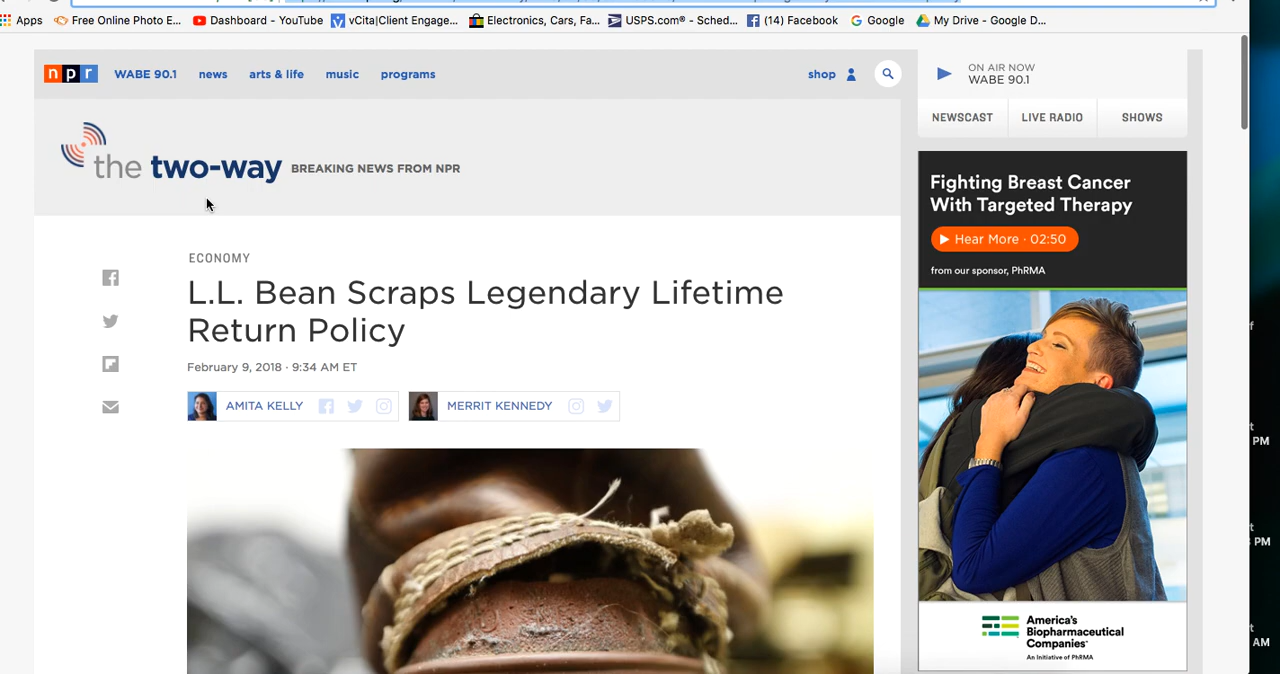 Apps Free Online Photo E... Dashboard - YouTube vCita|Client Engage... Electronics, Cars, Fa... USPS.com® - Sched... (14) Facebook Google My Drive - Google D...
npr WABE 90.1 news arts & life music programs shop
ON AIR NOW
WABE 90.1
NEWSCAST LIVE RADIO SHOWS
the two-way BREAKING NEWS FROM NPR
ECONOMY
L.L. Bean Scraps Legendary Lifetime
Return Policy
February 9, 2018 · 9:34 AM ET
AMITA KELLY MERRIT KENNEDY
Fighting Breast Cancer
With Targeted Therapy
Hear More · 02:50
from our sponsor, PhRMA
America's
Biopharmaceutical
Companies
An Initiative of PhRMA
PM
PM
AM